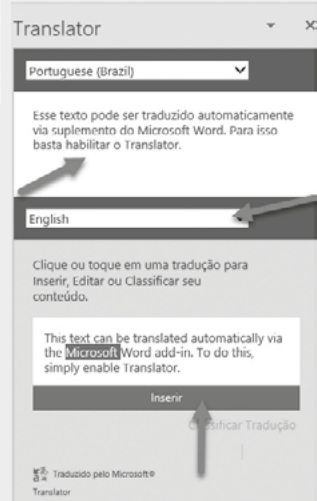 Translator
Portuguese (Brazil)
Esse texto pode ser traduzido automaticamente
via suplemento do Microsoft Word. Para isso
basta habilitar o Translator.
English
Clique ou toque em uma tradução para
Inserir, Editar ou Classificar seu
conteúdo.
This text can be translated automatically via
the Microsoft Word add-in. To do this,
simply enable Translator.
Inserir
Classificar Tradução
Traduzido pelo Microsoft®
Translator